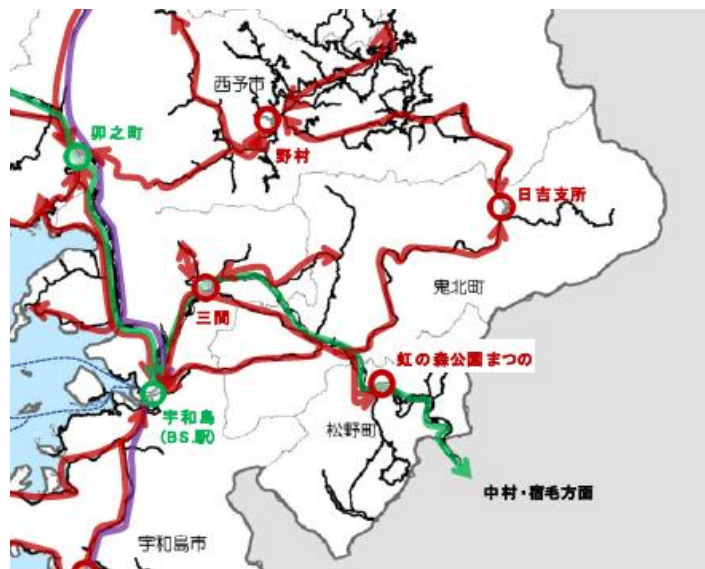 西予市
卯之町
野村
日吉支所
鬼北町
三間
虹の森公園まつの
宇和島
(BS.駅)
松野町
中村・宿毛方面
宇和島市